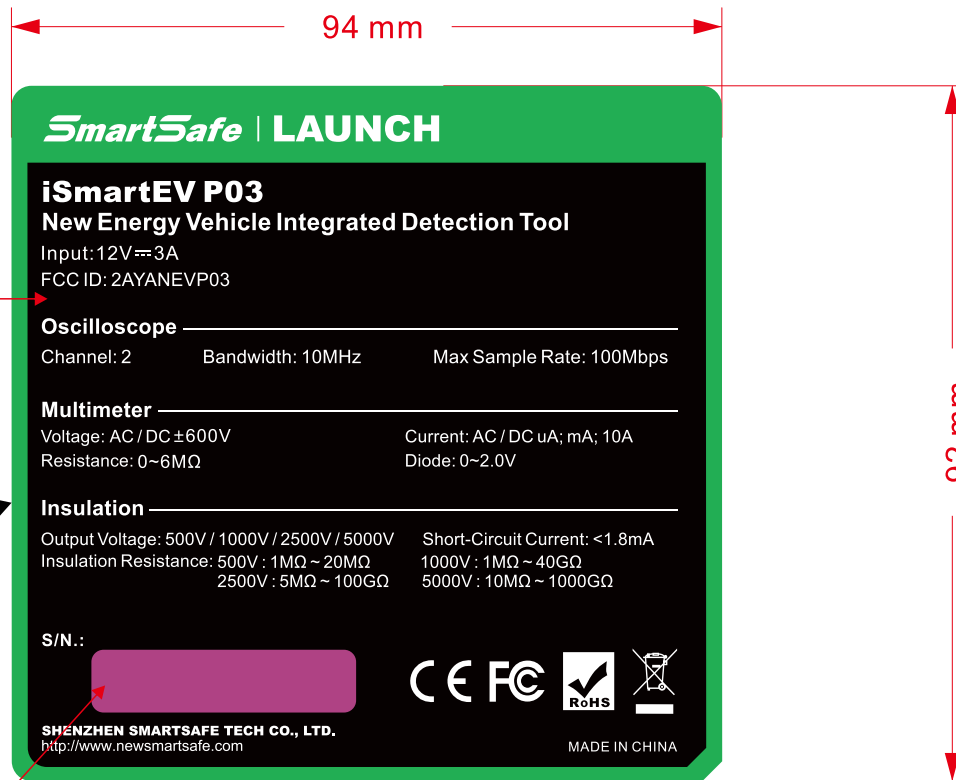 94 mm
SmartSafe | LAUNCH
iSmartEV P03
New Energy Vehicle Integrated Detection Tool
Input:12V⎓3A
FCC ID: 2AYANEVP03
Oscilloscope
Channel: 2 Bandwidth: 10MHz Max Sample Rate: 100Mbps
Multimeter
Voltage: AC / DC ±600V Current: AC / DC uA; mA; 10A
Resistance: 0~6MΩ Diode: 0~2.0V
Insulation
Output Voltage: 500V / 1000V / 2500V / 5000V Short-Circuit Current: <1.8mA
Insulation Resistance: 500V : 1MΩ ~ 20MΩ 1000V : 1MΩ ~ 40GΩ
2500V : 5MΩ ~ 100GΩ 5000V : 10MΩ ~ 1000GΩ
S/N.:
CE FC RoHS
SHENZHEN SMARTSAFE TECH CO., LTD.
http://www.newsmartsafe.com MADE IN CHINA